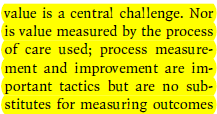 value is a central challenge. Nor
is value measured by the process
of care used; process measure-
ment and improvement are im-
portant tactics but are no sub-
stitutes for measuring outcomes